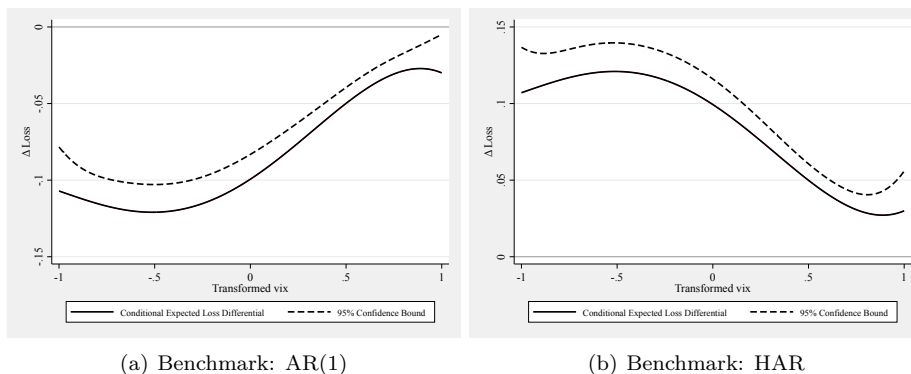 0
-.05
-.1
-.15
Δ Loss
-1
-.5
0
.5
1
Transformed vix
Conditional Expected Loss Differential
95% Confidence Bound
(a) Benchmark: AR(1)
.15
.1
.05
0
Δ Loss
-1
-.5
0
.5
1
Transformed vix
Conditional Expected Loss Differential
95% Confidence Bound
(b) Benchmark: HAR